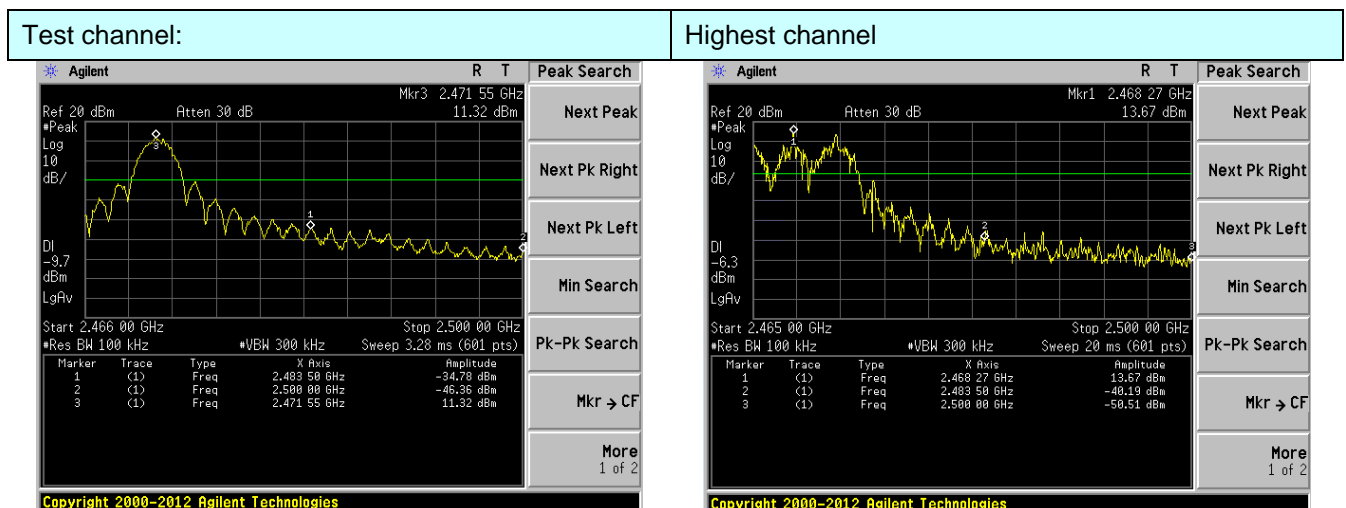 Test channel:
Highest channel
Agilent R T Peak Search
Mkr3 2.471 55 GHz
Ref 20 dBm Atten 30 dB 11.32 dBm
#Peak
Log
10
dB/
3
1
2
DI
-9.7
dBm
LgAv
Start 2.466 00 GHz Stop 2.500 00 GHz
#Res BW 100 kHz #VBW 300 kHz Sweep 3.28 ms (601 pts)
Marker Trace Type X Axis Amplitude
1 (1) Freq 2.483 50 GHz -34.78 dBm
2 (1) Freq 2.500 00 GHz -46.36 dBm
3 (1) Freq 2.471 55 GHz 11.32 dBm
Next Peak
Next Pk Right
Next Pk Left
Min Search
Pk-Pk Search
Mkr → CF
More
1 of 2
Copyright 2000-2012 Agilent Technologies
Agilent R T Peak Search
Mkr1 2.468 27 GHz
Ref 20 dBm Atten 30 dB 13.67 dBm
#Peak
Log
10
dB/
1
2
3
DI
-6.3
dBm
LgAv
Start 2.465 00 GHz Stop 2.500 00 GHz
#Res BW 100 kHz #VBW 300 kHz Sweep 20 ms (601 pts)
Marker Trace Type X Axis Amplitude
1 (1) Freq 2.468 27 GHz 13.67 dBm
2 (1) Freq 2.483 50 GHz -40.19 dBm
3 (1) Freq 2.500 00 GHz -50.51 dBm
Next Peak
Next Pk Right
Next Pk Left
Min Search
Pk-Pk Search
Mkr → CF
More
1 of 2
Copyright 2000-2012 Agilent Technologies